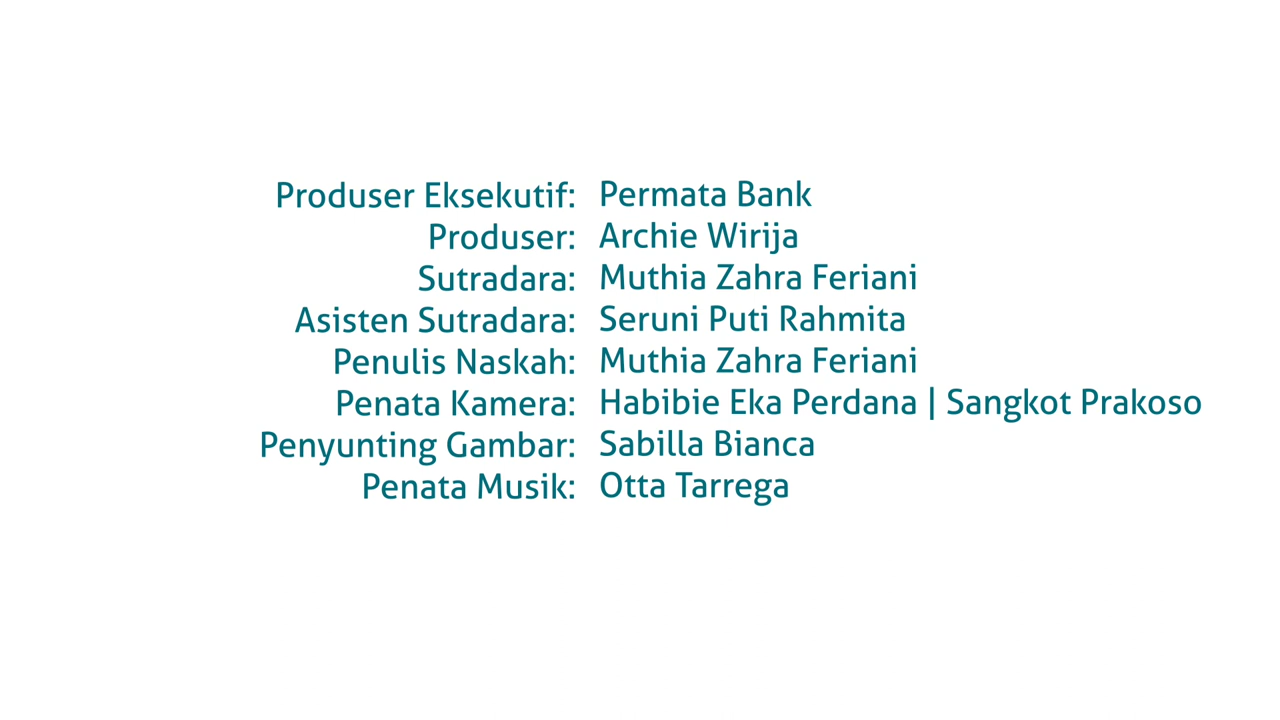 Produser Eksekutif: Permata Bank
Produser: Archie Wirija
Sutradara: Muthia Zahra Feriani
Asisten Sutradara: Seruni Puti Rahmita
Penulis Naskah: Muthia Zahra Feriani
Penata Kamera: Habibie Eka Perdana | Sangkot Prakoso
Penyunting Gambar: Sabilla Bianca
Penata Musik: Otta Tarrega